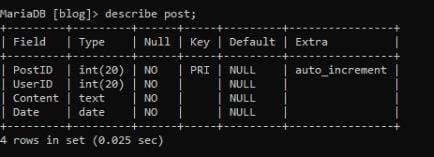 MariaDB [blog]> describe post;
+---------+---------+------+-----+---------+----------------+
| Field   | Type    | Null | Key | Default | Extra          |
+---------+---------+------+-----+---------+----------------+
| PostID  | int(20) | NO   | PRI | NULL    | auto_increment |
| UserID  | int(20) | NO   |     | NULL    |                |
| Content | text    | NO   |     | NULL    |                |
| Date    | date    | NO   |     | NULL    |                |
+---------+---------+------+-----+---------+----------------+
4 rows in set (0.025 sec)